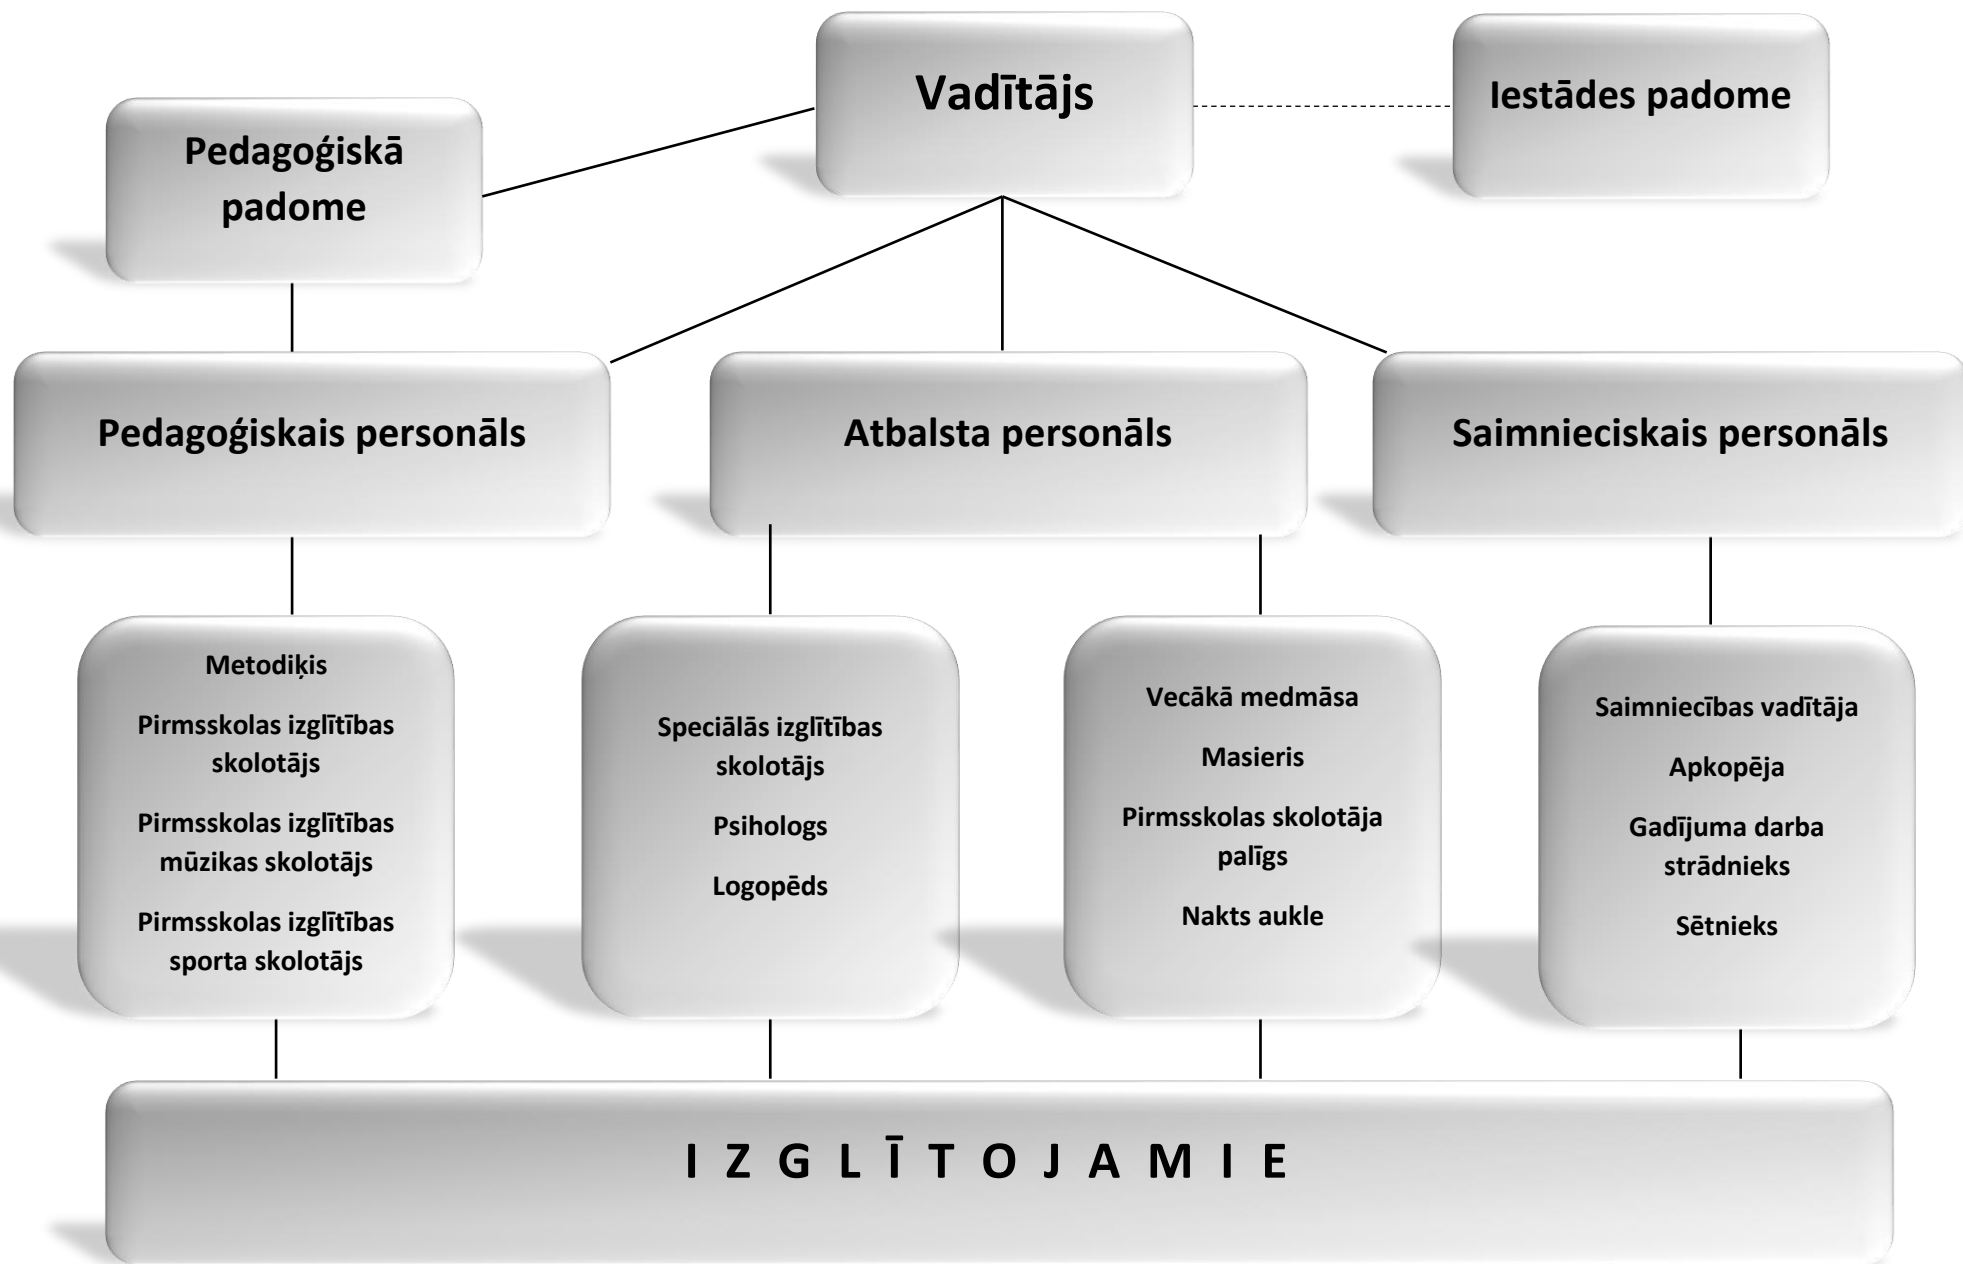 Vadītājs
Iestādes padome
Pedagoģiskā
padome
Pedagoģiskais personāls
Atbalsta personāls
Saimnieciskais personāls
Metodiķis
Pirmsskolas izglītības
skolotājs
Pirmsskolas izglītības
mūzikas skolotājs
Pirmsskolas izglītības
sporta skolotājs
Speciālās izglītības
skolotājs
Psihologs
Logopēds
Vecākā medmāsa
Masieris
Pirmsskolas skolotāja
palīgs
Nakts aukle
Saimniecības vadītāja
Apkopēja
Gadījuma darba
strādnieks
Sētnieks
I Z G L Ī T O J A M I E